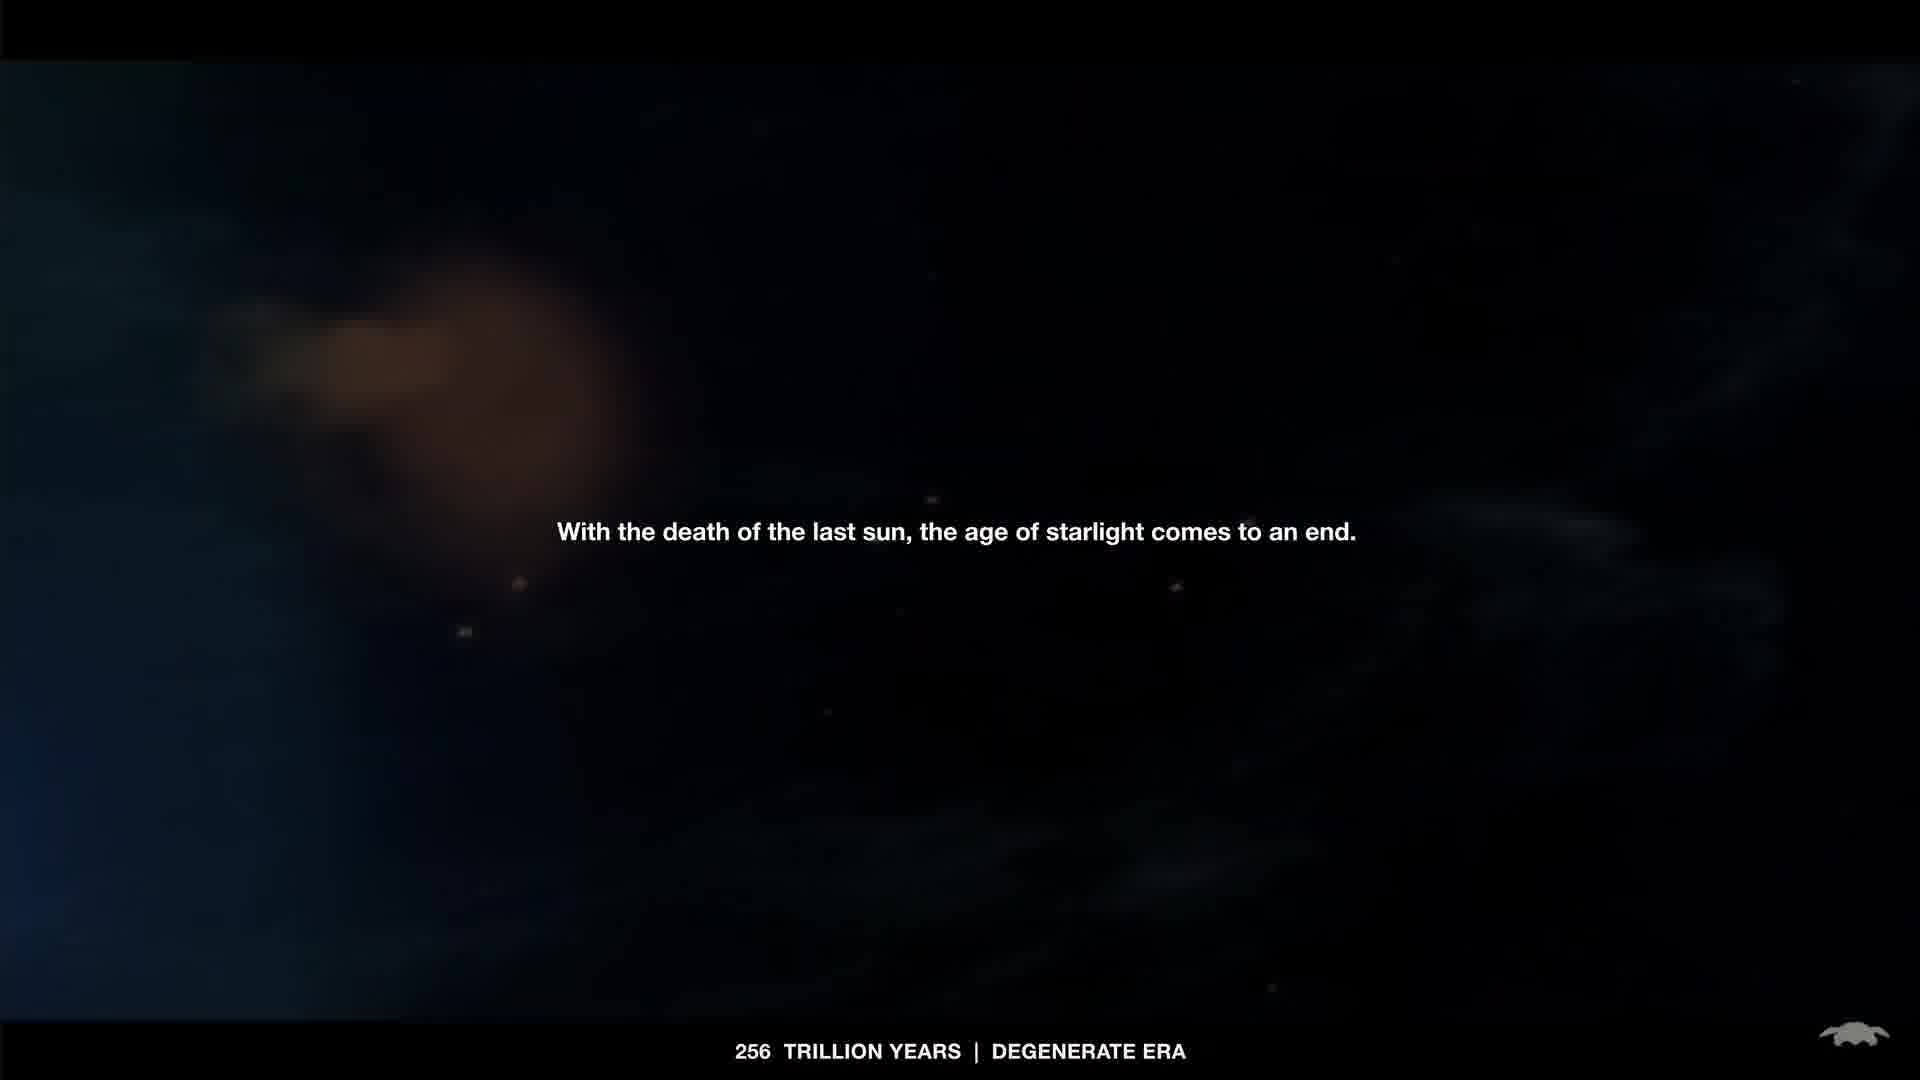 With the death of the last sun, the age of starlight comes to an end.
256 TRILLION YEARS | DEGENERATE ERA